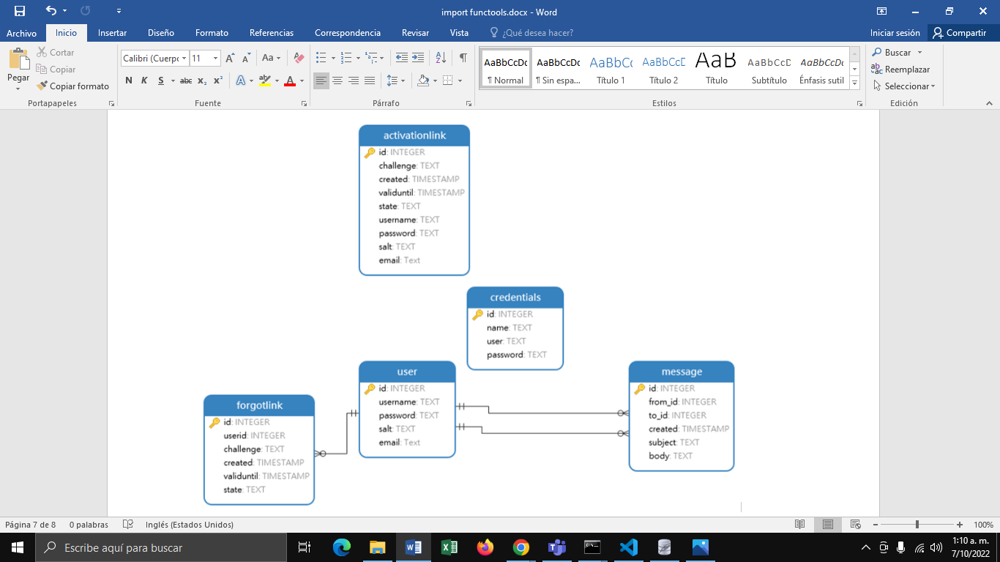 import functools.docx - Word
Archivo Inicio Insertar Diseño Formato Referencias Correspondencia Revisar Vista ¿Qué desea hacer? Iniciar sesión Compartir
Pegar
Cortar
Copiar
Copiar formato
Portapapeles
Calibri (Cuerpo 11
N K S abc x₂ x²
Fuente
Párrafo
AaBbCcDc AaBbCcDc AaBbCc AaBbCcD AaB AaBbCcD AaBbCcDc
¶ Normal ¶ Sin espa... Título 1 Título 2 Título Subtítulo Énfasis sutil
Estilos
Buscar
Reemplazar
Seleccionar
Edición
activationlink
id: INTEGER
challenge: TEXT
created: TIMESTAMP
validuntil: TIMESTAMP
state: TEXT
username: TEXT
password: TEXT
salt: TEXT
email: Text
credentials
id: INTEGER
name: TEXT
user: TEXT
password: TEXT
user
id: INTEGER
username: TEXT
password: TEXT
salt: TEXT
email: Text
message
id: INTEGER
from_id: INTEGER
to_id: INTEGER
created: TIMESTAMP
subject: TEXT
body: TEXT
forgotlink
id: INTEGER
userid: INTEGER
challenge: TEXT
created: TIMESTAMP
validuntil: TIMESTAMP
state: TEXT
Página 7 de 8 0 palabras Inglés (Estados Unidos) 100%
Escribe aquí para buscar
1:10 a. m.
7/10/2022